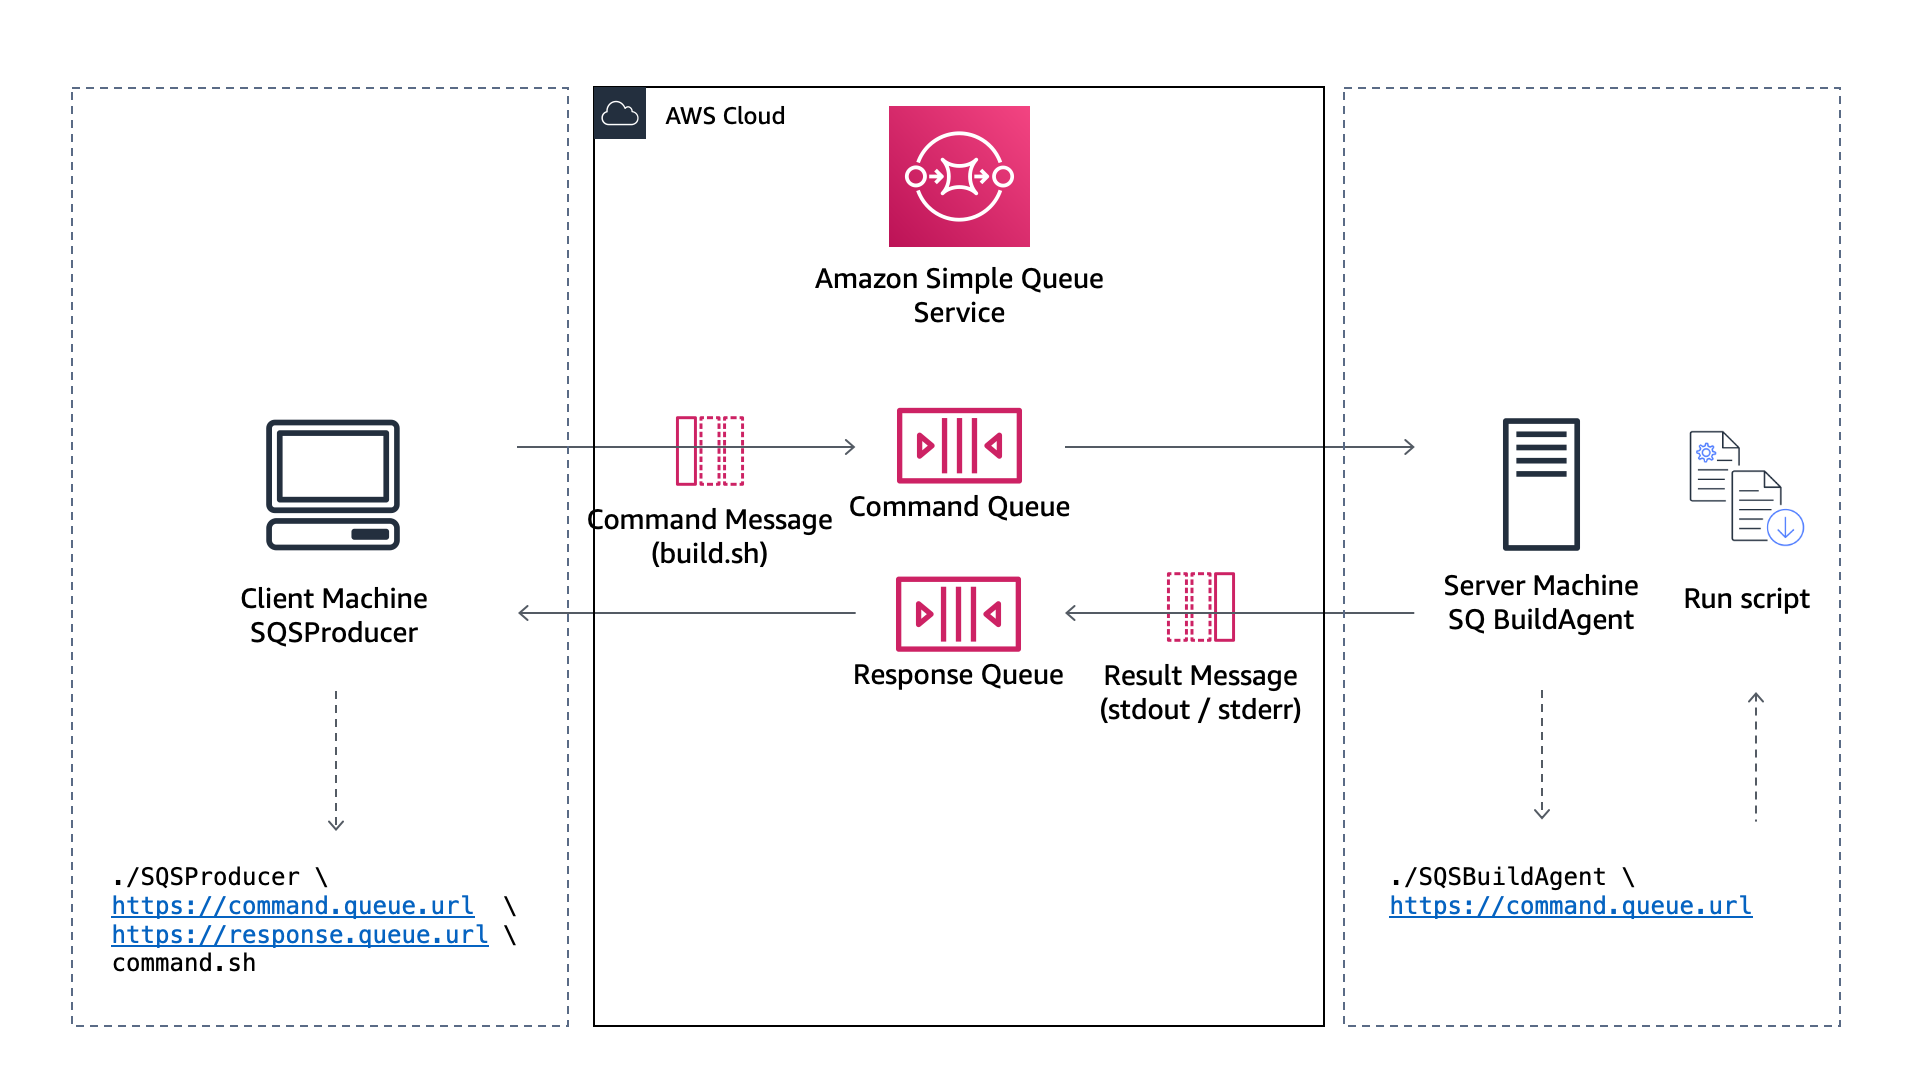 AWS Cloud
Amazon Simple Queue
Service
Command Message
(build.sh)
Command Queue
Client Machine
SQSProducer
Response Queue
Result Message
(stdout / stderr)
Server Machine
SQ BuildAgent
Run script
./SQSProducer \
https://command.queue.url \
https://response.queue.url \
command.sh
./SQSBuildAgent \
https://command.queue.url